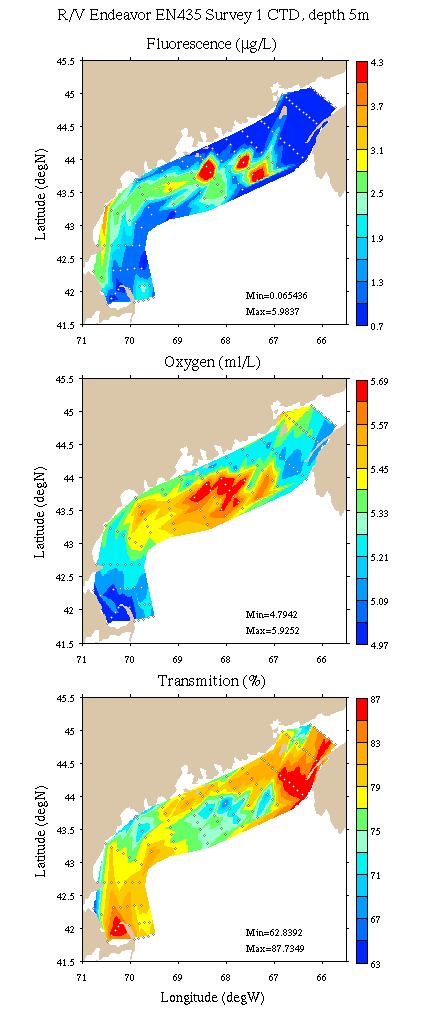 R/V Endeavor EN435 Survey 1 CTD, depth 5m
Fluorescence (µg/L)
45.5
45
44.5
44
43.5
43
42.5
42
41.5
Latitude (degN)
71 70 69 68 67 66
Min=0.065436
Max=5.9837
4.3
3.7
3.1
2.5
1.9
1.3
0.7
Oxygen (ml/L)
45.5
45
44.5
44
43.5
43
42.5
42
41.5
Latitude (degN)
71 70 69 68 67 66
Min=4.7942
Max=5.9252
5.69
5.57
5.45
5.33
5.21
5.09
4.97
Transmition (%)
45.5
45
44.5
44
43.5
43
42.5
42
41.5
Latitude (degN)
71 70 69 68 67 66
Longitude (degW)
Min=62.8392
Max=87.7349
87
83
79
75
71
67
63